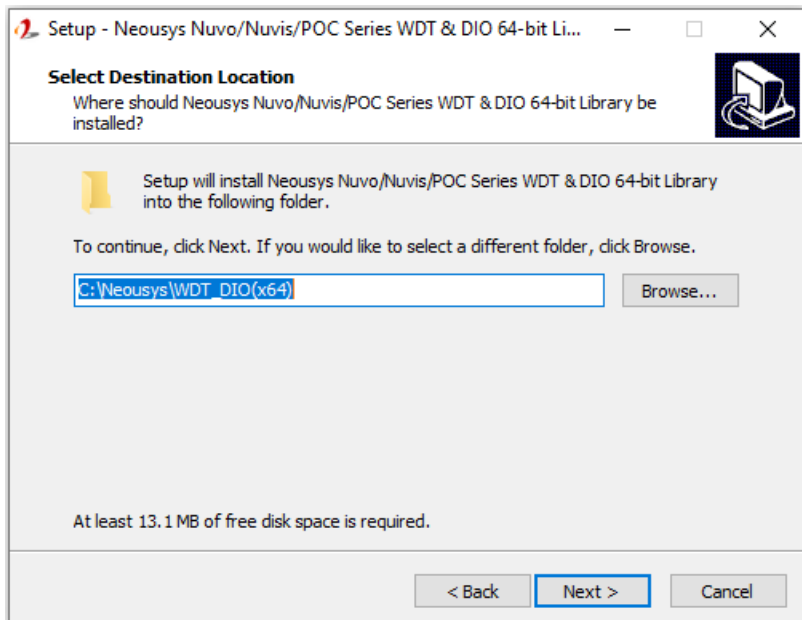 Setup - Neousys Nuvo/Nuvis/POC Series WDT & DIO 64-bit Li...
Select Destination Location
Where should Neousys Nuvo/Nuvis/POC Series WDT & DIO 64-bit Library be
installed?
Setup will install Neousys Nuvo/Nuvis/POC Series WDT & DIO 64-bit Library
into the following folder.
To continue, click Next. If you would like to select a different folder, click Browse.
C:\Neousys\WDT_DIO(x64)
Browse...
At least 13.1 MB of free disk space is required.
< Back
Next >
Cancel